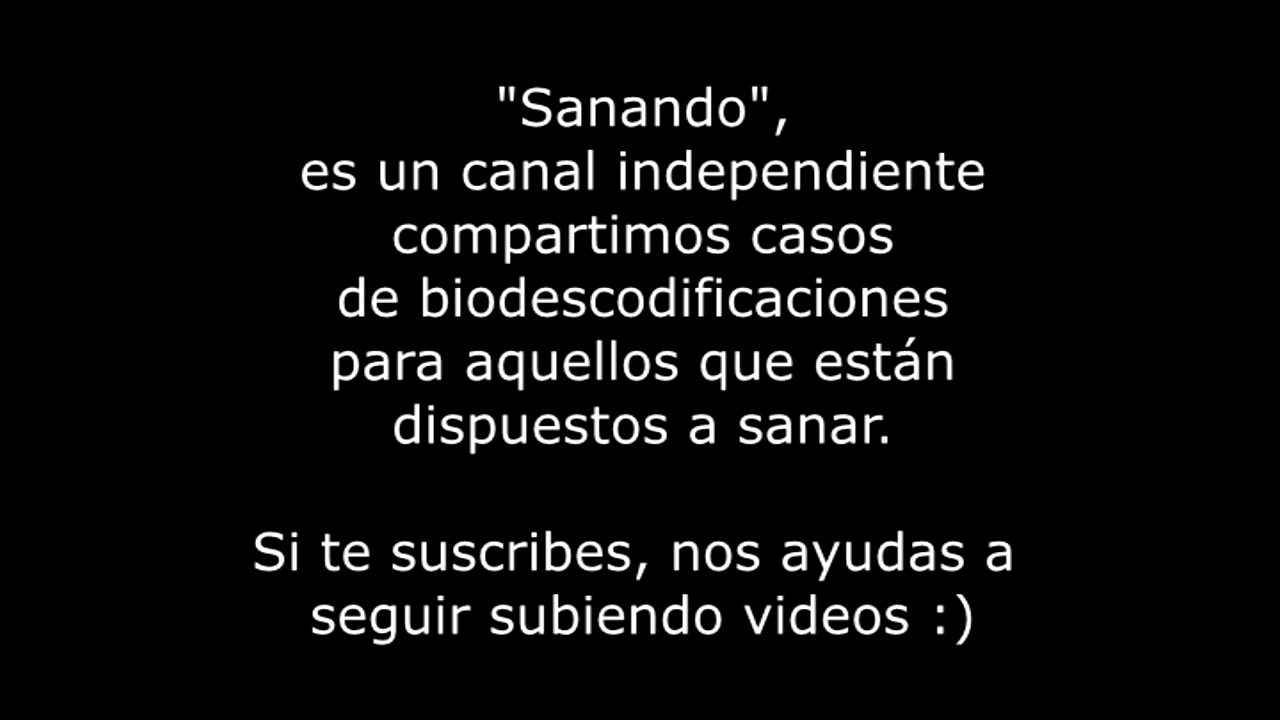 "Sanando",
es un canal independiente
compartimos casos
de biodescodificaciones
para aquellos que están
dispuestos a sanar.
Si te suscribes, nos ayudas a
seguir subiendo videos :)